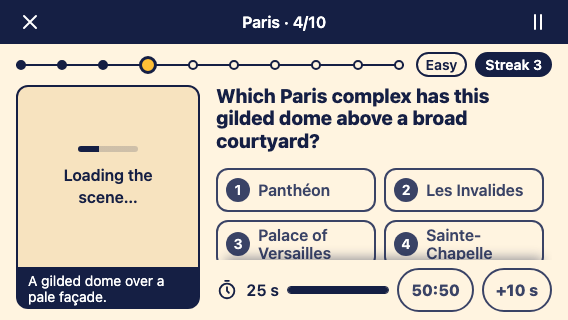 Paris · 4/10
Easy
Streak 3
Loading the
scene...
A gilded dome over a
pale façade.
Which Paris complex has this
gilded dome above a broad
courtyard?
1 Panthéon
2 Les Invalides
3 Palace of
Versailles
4 Sainte-
Chapelle
25 s
50:50
+10 s